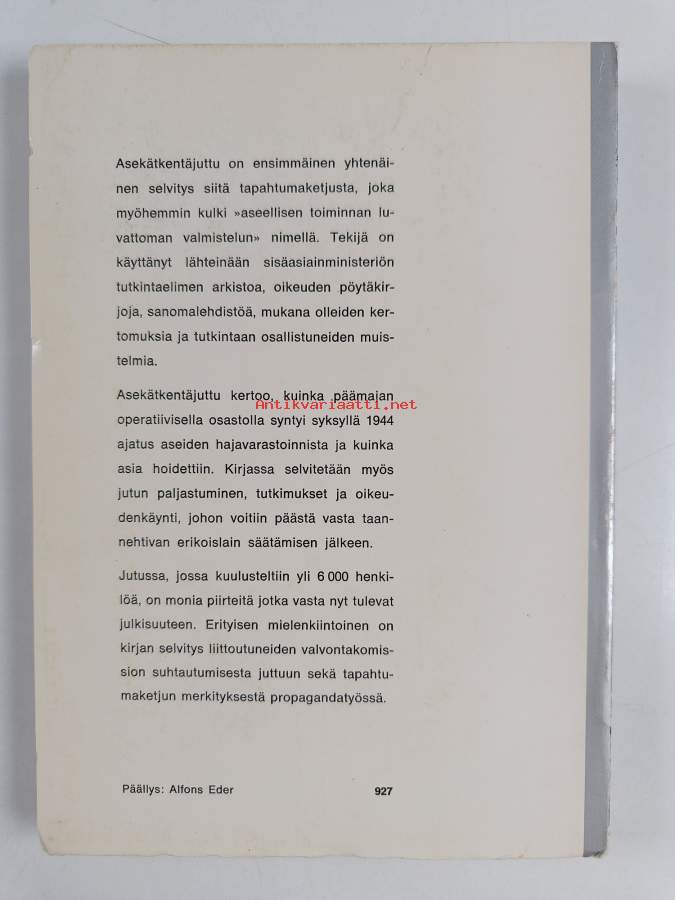 Asekätkentäjuttu on ensimmäinen yhtenäi-
nen selvitys siitä tapahtumaketjusta, joka
myöhemmin kulki »aseellisen toiminnan lu-
vattoman valmistelun» nimellä. Tekijä on
käyttänyt lähteinään sisäasiainministeriön
tutkintaelimen arkistoa, oikeuden pöytäkir-
joja, sanomalehdistöä, mukana olleiden ker-
tomuksia ja tutkintaan osallistuneiden muis-
telmia.
Asekätkentäjuttu kertoo, kuinka päämajan
Antikvariaatti.net
operatiivisella osastolla syntyi syksyllä 1944
ajatus aseiden hajavarastoinnista ja kuinka
asia hoidettiin. Kirjassa selvitetään myös
jutun paljastuminen, tutkimukset ja oikeu-
denkäynti, johon voitiin päästä vasta taan-
nehtivan erikoislain säätämisen jälkeen.
Jutussa, jossa kuulusteltiin yli 6 000 henki-
löä, on monia piirteitä jotka vasta nyt tulevat
julkisuuteen. Erityisen mielenkiintoinen on
kirjan selvitys liittoutuneiden valvontakomis-
sion suhtautumisesta juttuun sekä tapahtu-
maketjun merkityksestä propagandatyössä.
Päällys: Alfons Eder 927